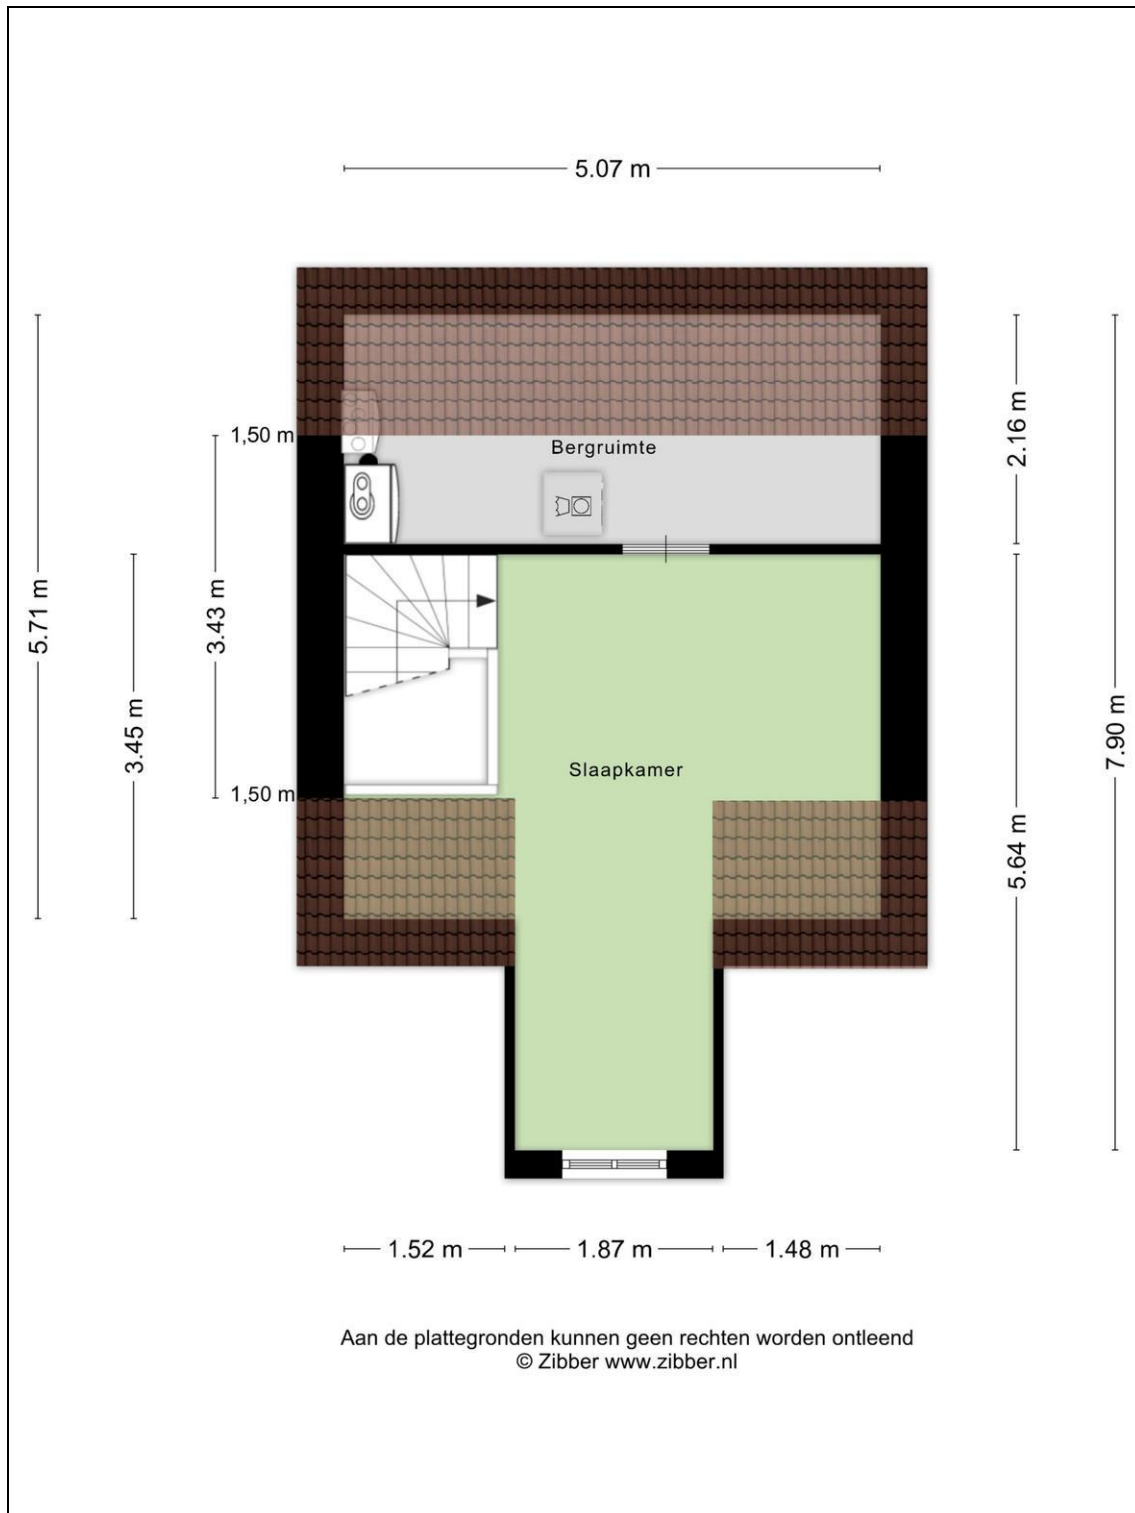 5.07 m
1,50 m
Bergruimte
2.16 m
5.71 m
3.43 m
3.45 m
7.90 m
Slaapkamer
1,50 m
5.64 m
1.52 m
1.87 m
1.48 m
Aan de plattegronden kunnen geen rechten worden ontleend
© Zibber www.zibber.nl